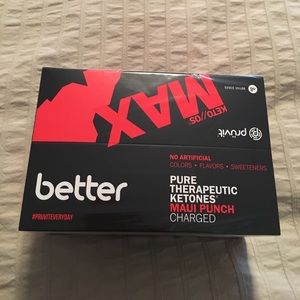 KETO//OS
MAX
prüvit
NO ARTIFICIAL
COLORS • FLAVORS • SWEETENERS
better
PURE
THERAPEUTIC
KETONES
MAUI PUNCH
CHARGED
#PRUVITEVERYDAY